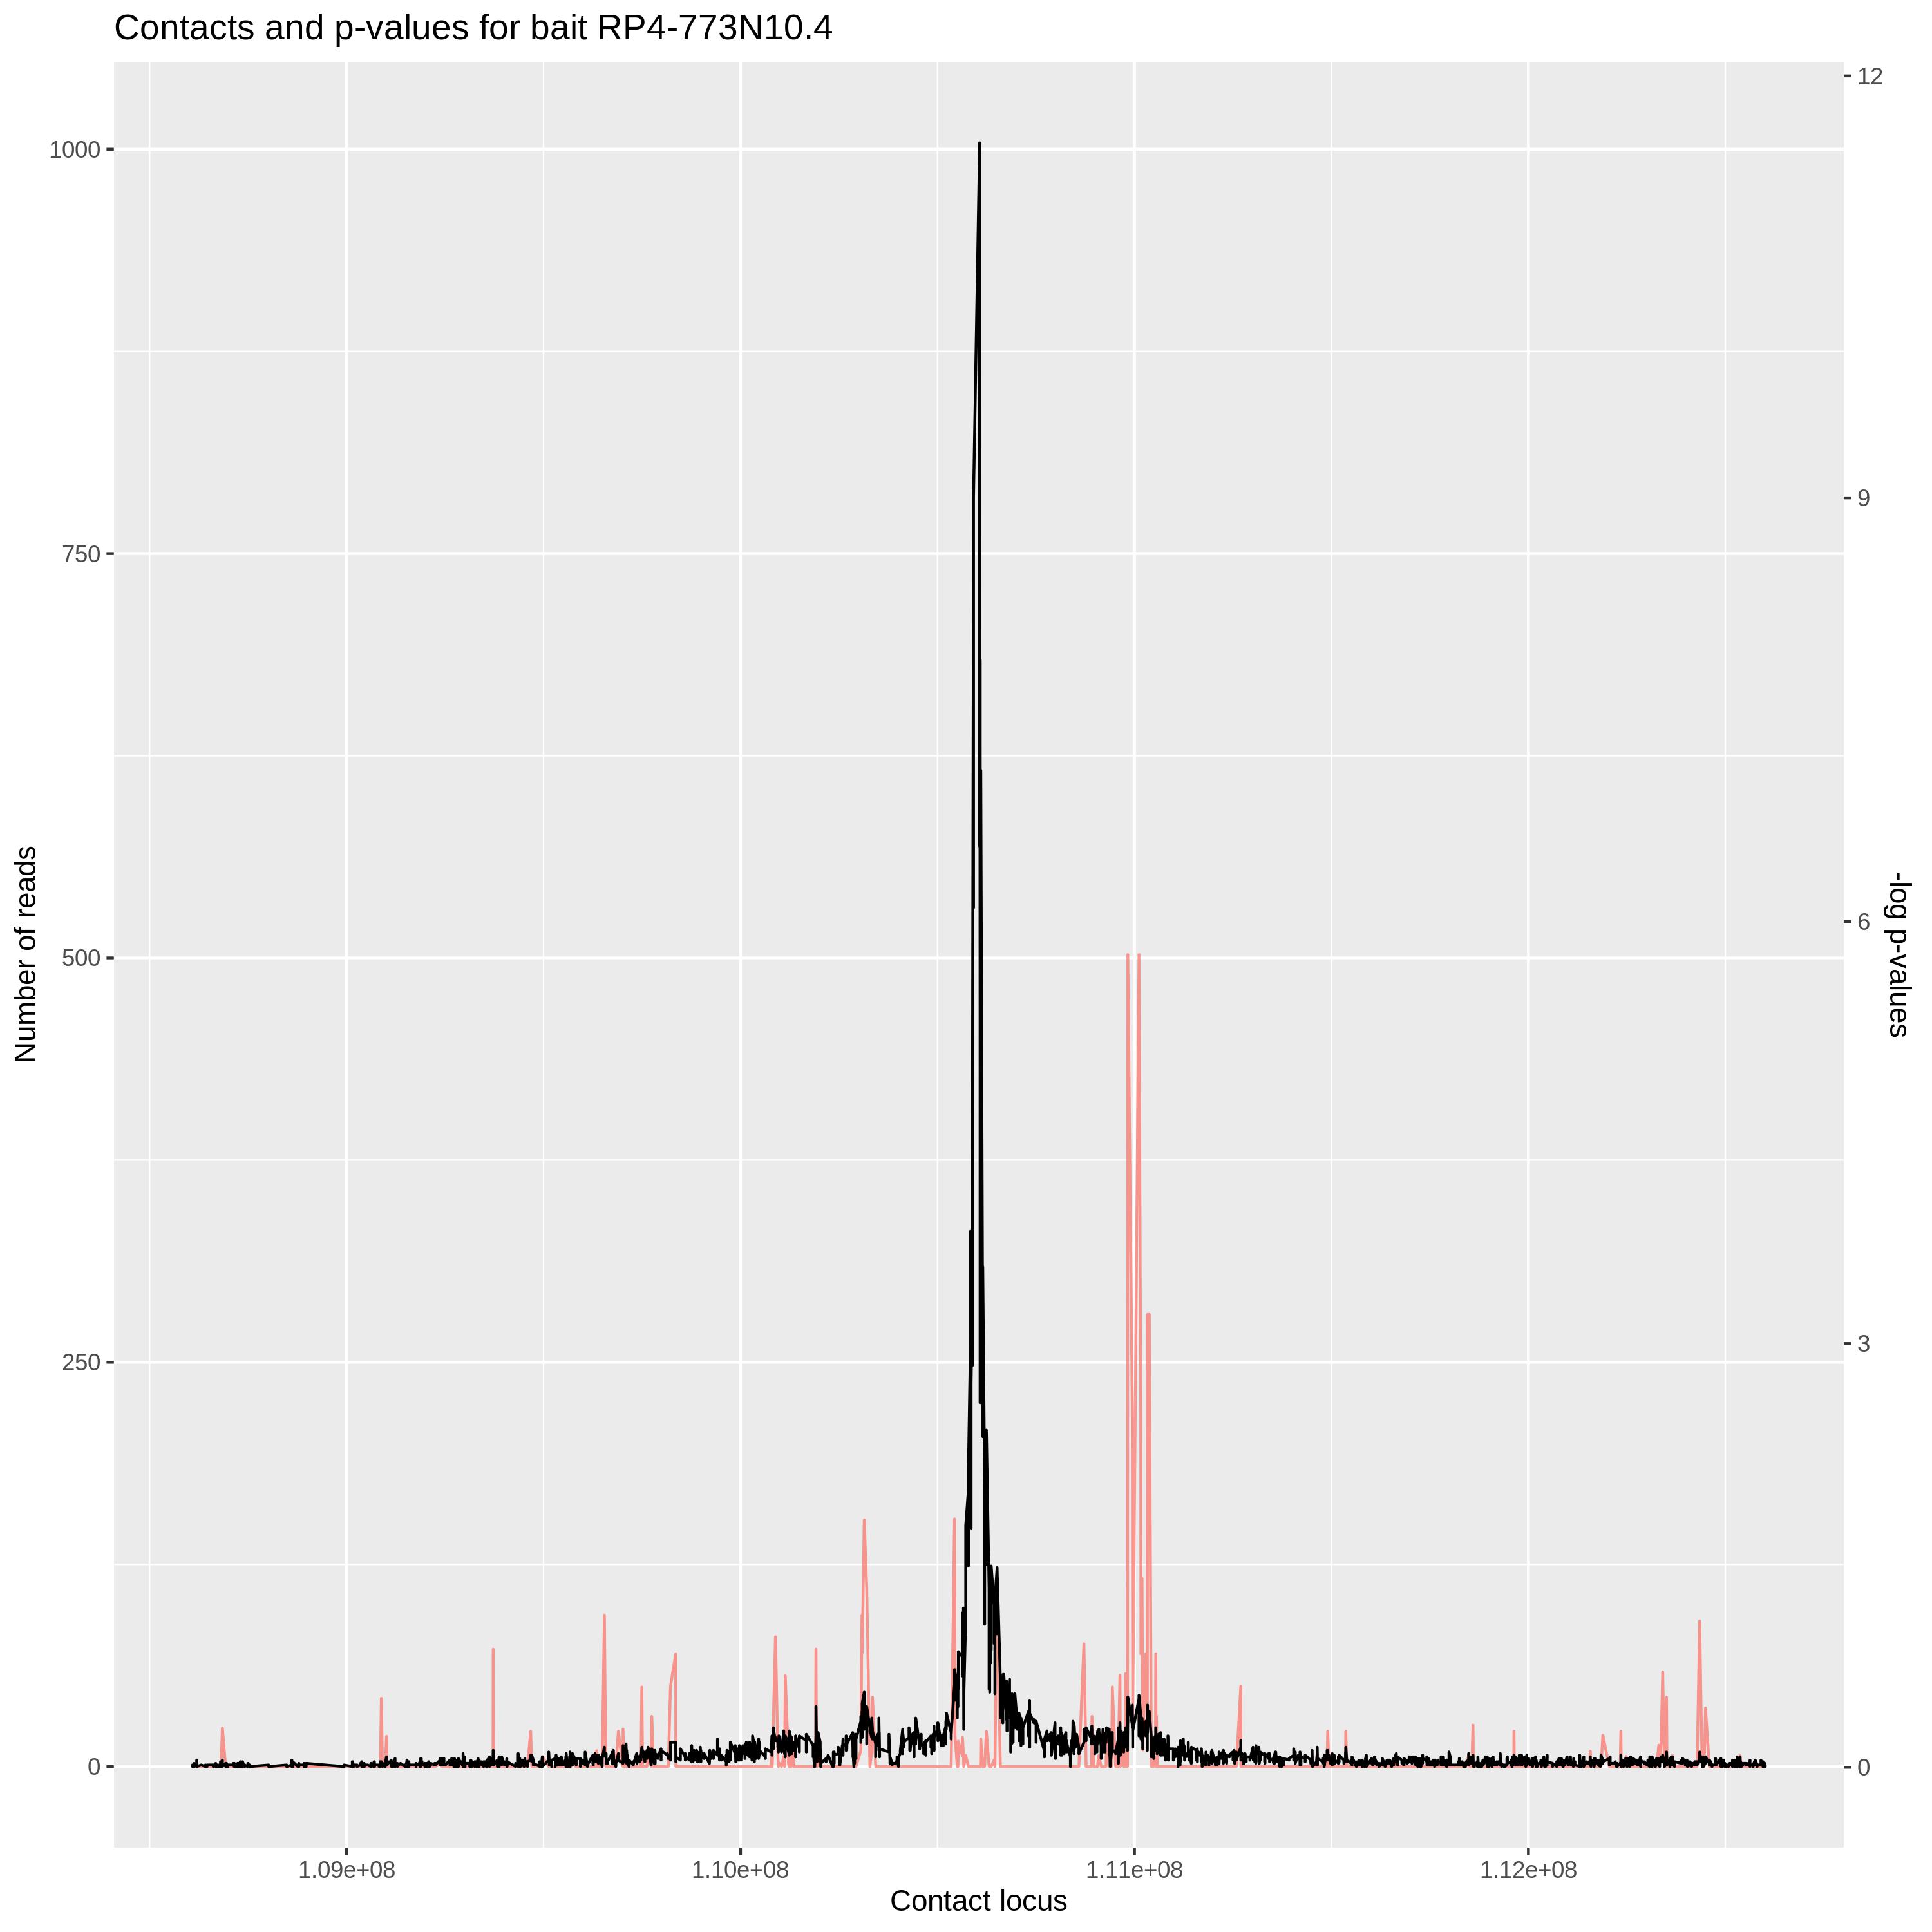 Contacts and p-values for bait RP4-773N10.4
12
1000
9
750
Number of reads
-log p-values
6
500
3
250
0
0
1.09e+08
1.10e+08
1.11e+08
1.12e+08
Contact locus